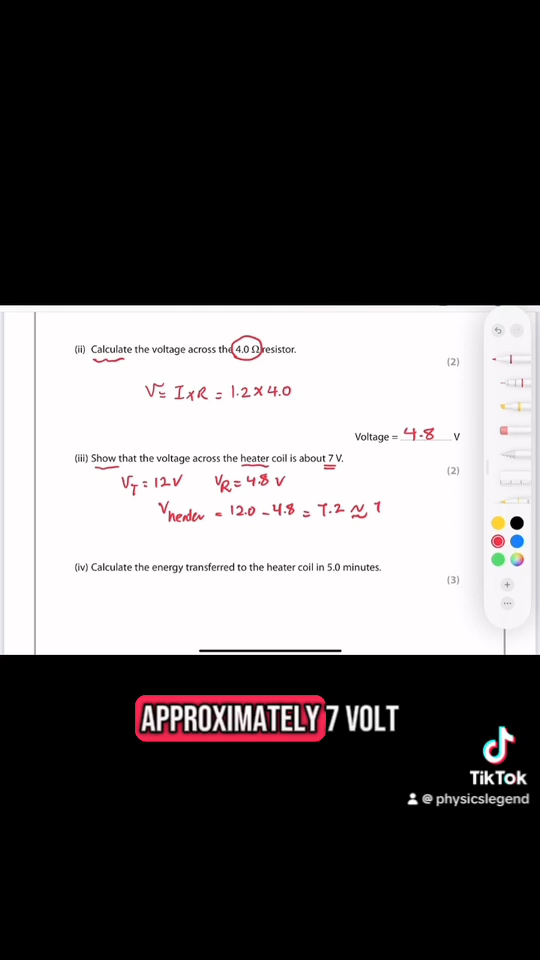 (ii) Calculate the voltage across the 4.0 Ω resistor.
(2)
V = I × R = 1.2 × 4.0
Voltage = 4.8 V
(iii) Show that the voltage across the heater coil is about 7 V.
(2)
V_T = 12 V V_R = 4.8 V
V_heater = 12.0 - 4.8 = 7.2 ≈ 7
(iv) Calculate the energy transferred to the heater coil in 5.0 minutes.
(3)
APPROXIMATELY 7 VOLT
TikTok
@physicslegend